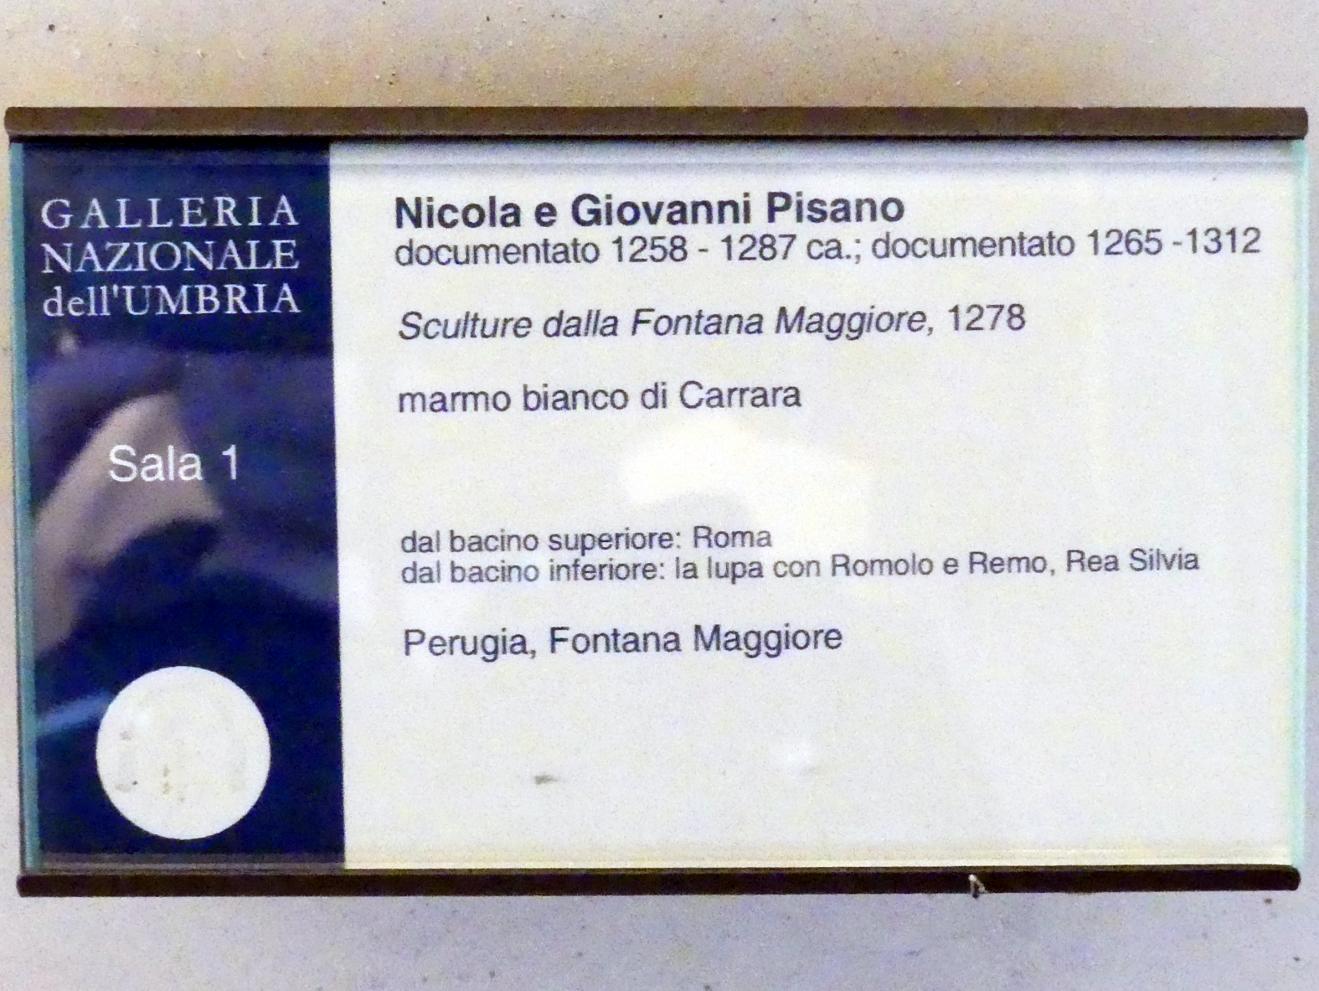 GALLERIA
NAZIONALE
dell'UMBRIA
Sala 1
Nicola e Giovanni Pisano
documentato 1258 - 1287 ca.; documentato 1265 -1312
Sculture dalla Fontana Maggiore, 1278
marmo bianco di Carrara
dal bacino superiore: Roma
dal bacino inferiore: la lupa con Romolo e Remo, Rea Silvia
Perugia, Fontana Maggiore